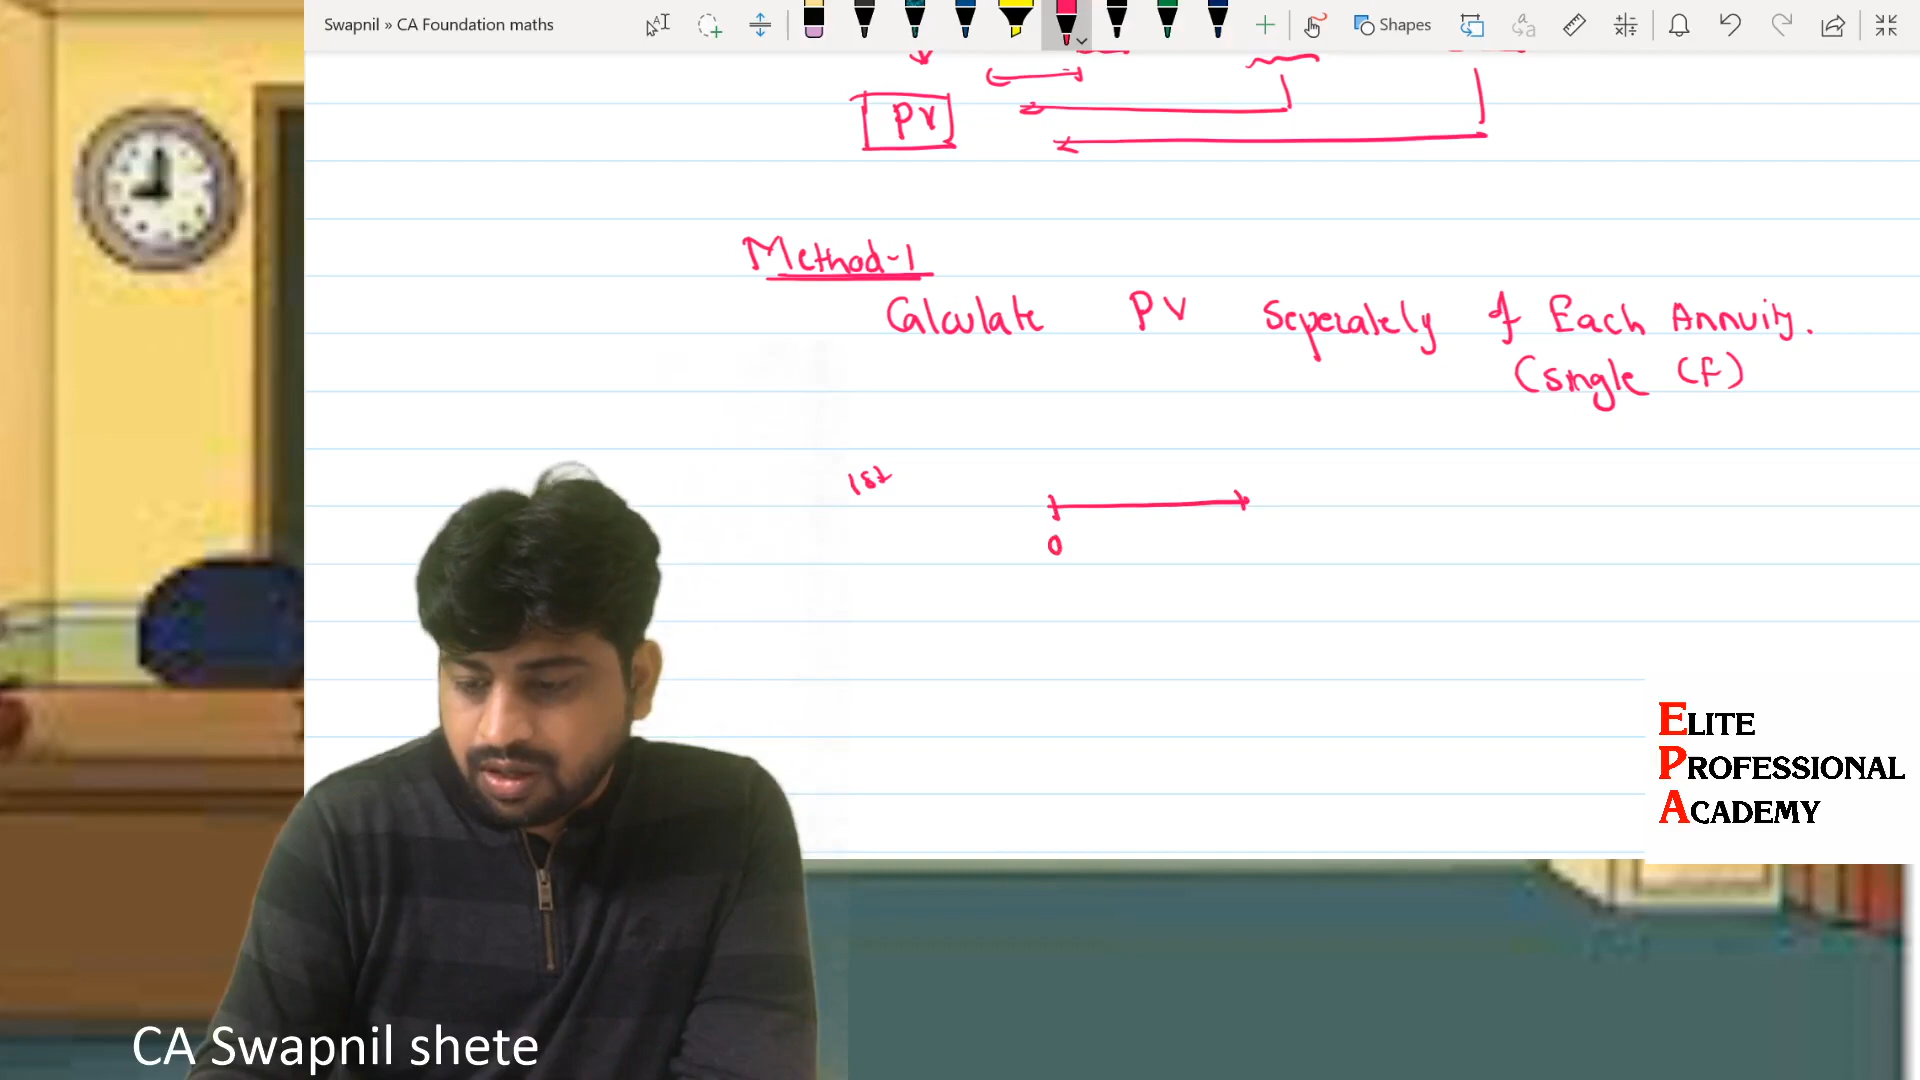 Swapnil » CA Foundation maths
Shapes
PV
Method-1
Calculate PV Seperately of Each Annuity.
(Single CF)
1st
0
ELITE
PROFESSIONAL
ACADEMY
CA Swapnil shete